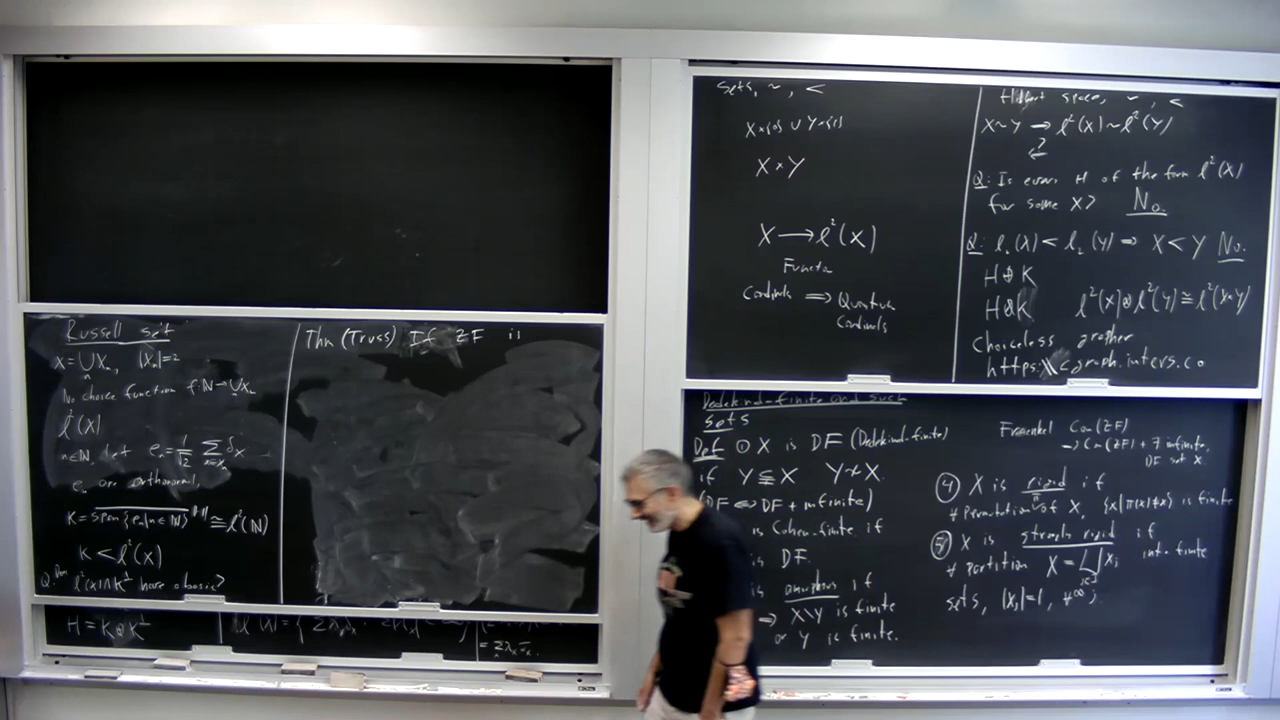 Russell set
X = ∪Xₙ, |Xₙ|=2
n
No choice function f: N → ∪Xₙ
ℓ²(X)
n∈N. Let eₙ = 1/√2 Σ δx
x∈Xₙ
eₙ are orthonormal,
K = span{eₙ|n∈N} ≅ ℓ²(N)
K < ℓ²(X)
Q. Does ℓ²(X)∩K⊥ have a basis?
H = K⊕K⊥
Thm (Truss) If ZF is
Sets, ~, <
X×{0} ∪ Y×{1}
X × Y
X → ℓ²(X)
Functor
Cardinals ⇒ Quantum
Cardinals
Hilbert space, ~, <
X~Y → ℓ²(X)~ℓ²(Y)
?
←
Q: Is every H of the form ℓ²(X)
for some X? No.
Q: ℓ₂(X) < ℓ₂(Y) ⇒ X < Y No.
H⊕K
H⊗K ℓ²(X)⊗ℓ²(Y) ≅ ℓ²(X×Y)
Choiceless grapher
https:\\cgraph.inters.co
Dedekind-finite and such
sets
Def ① X is DF (Dedekind-finite)
if Y⊊X Y≁X.
(DF ⇔ DF + infinite)
is Cohen-finite if
is DF.
is amorphous if
⇒ X\Y is finite
or Y is finite.
Fraenkel Con(ZF)
→ Con(ZF) + ∃ infinite,
DF set X.
④ X is rigid if
∀ permutation π of X, {x|π(x)≠x} is finite
⑤ X is strongly rigid if
∀ partition X = ⊔Xⱼ into finite
sets, |Xⱼ|=1, ∀^∞ j.